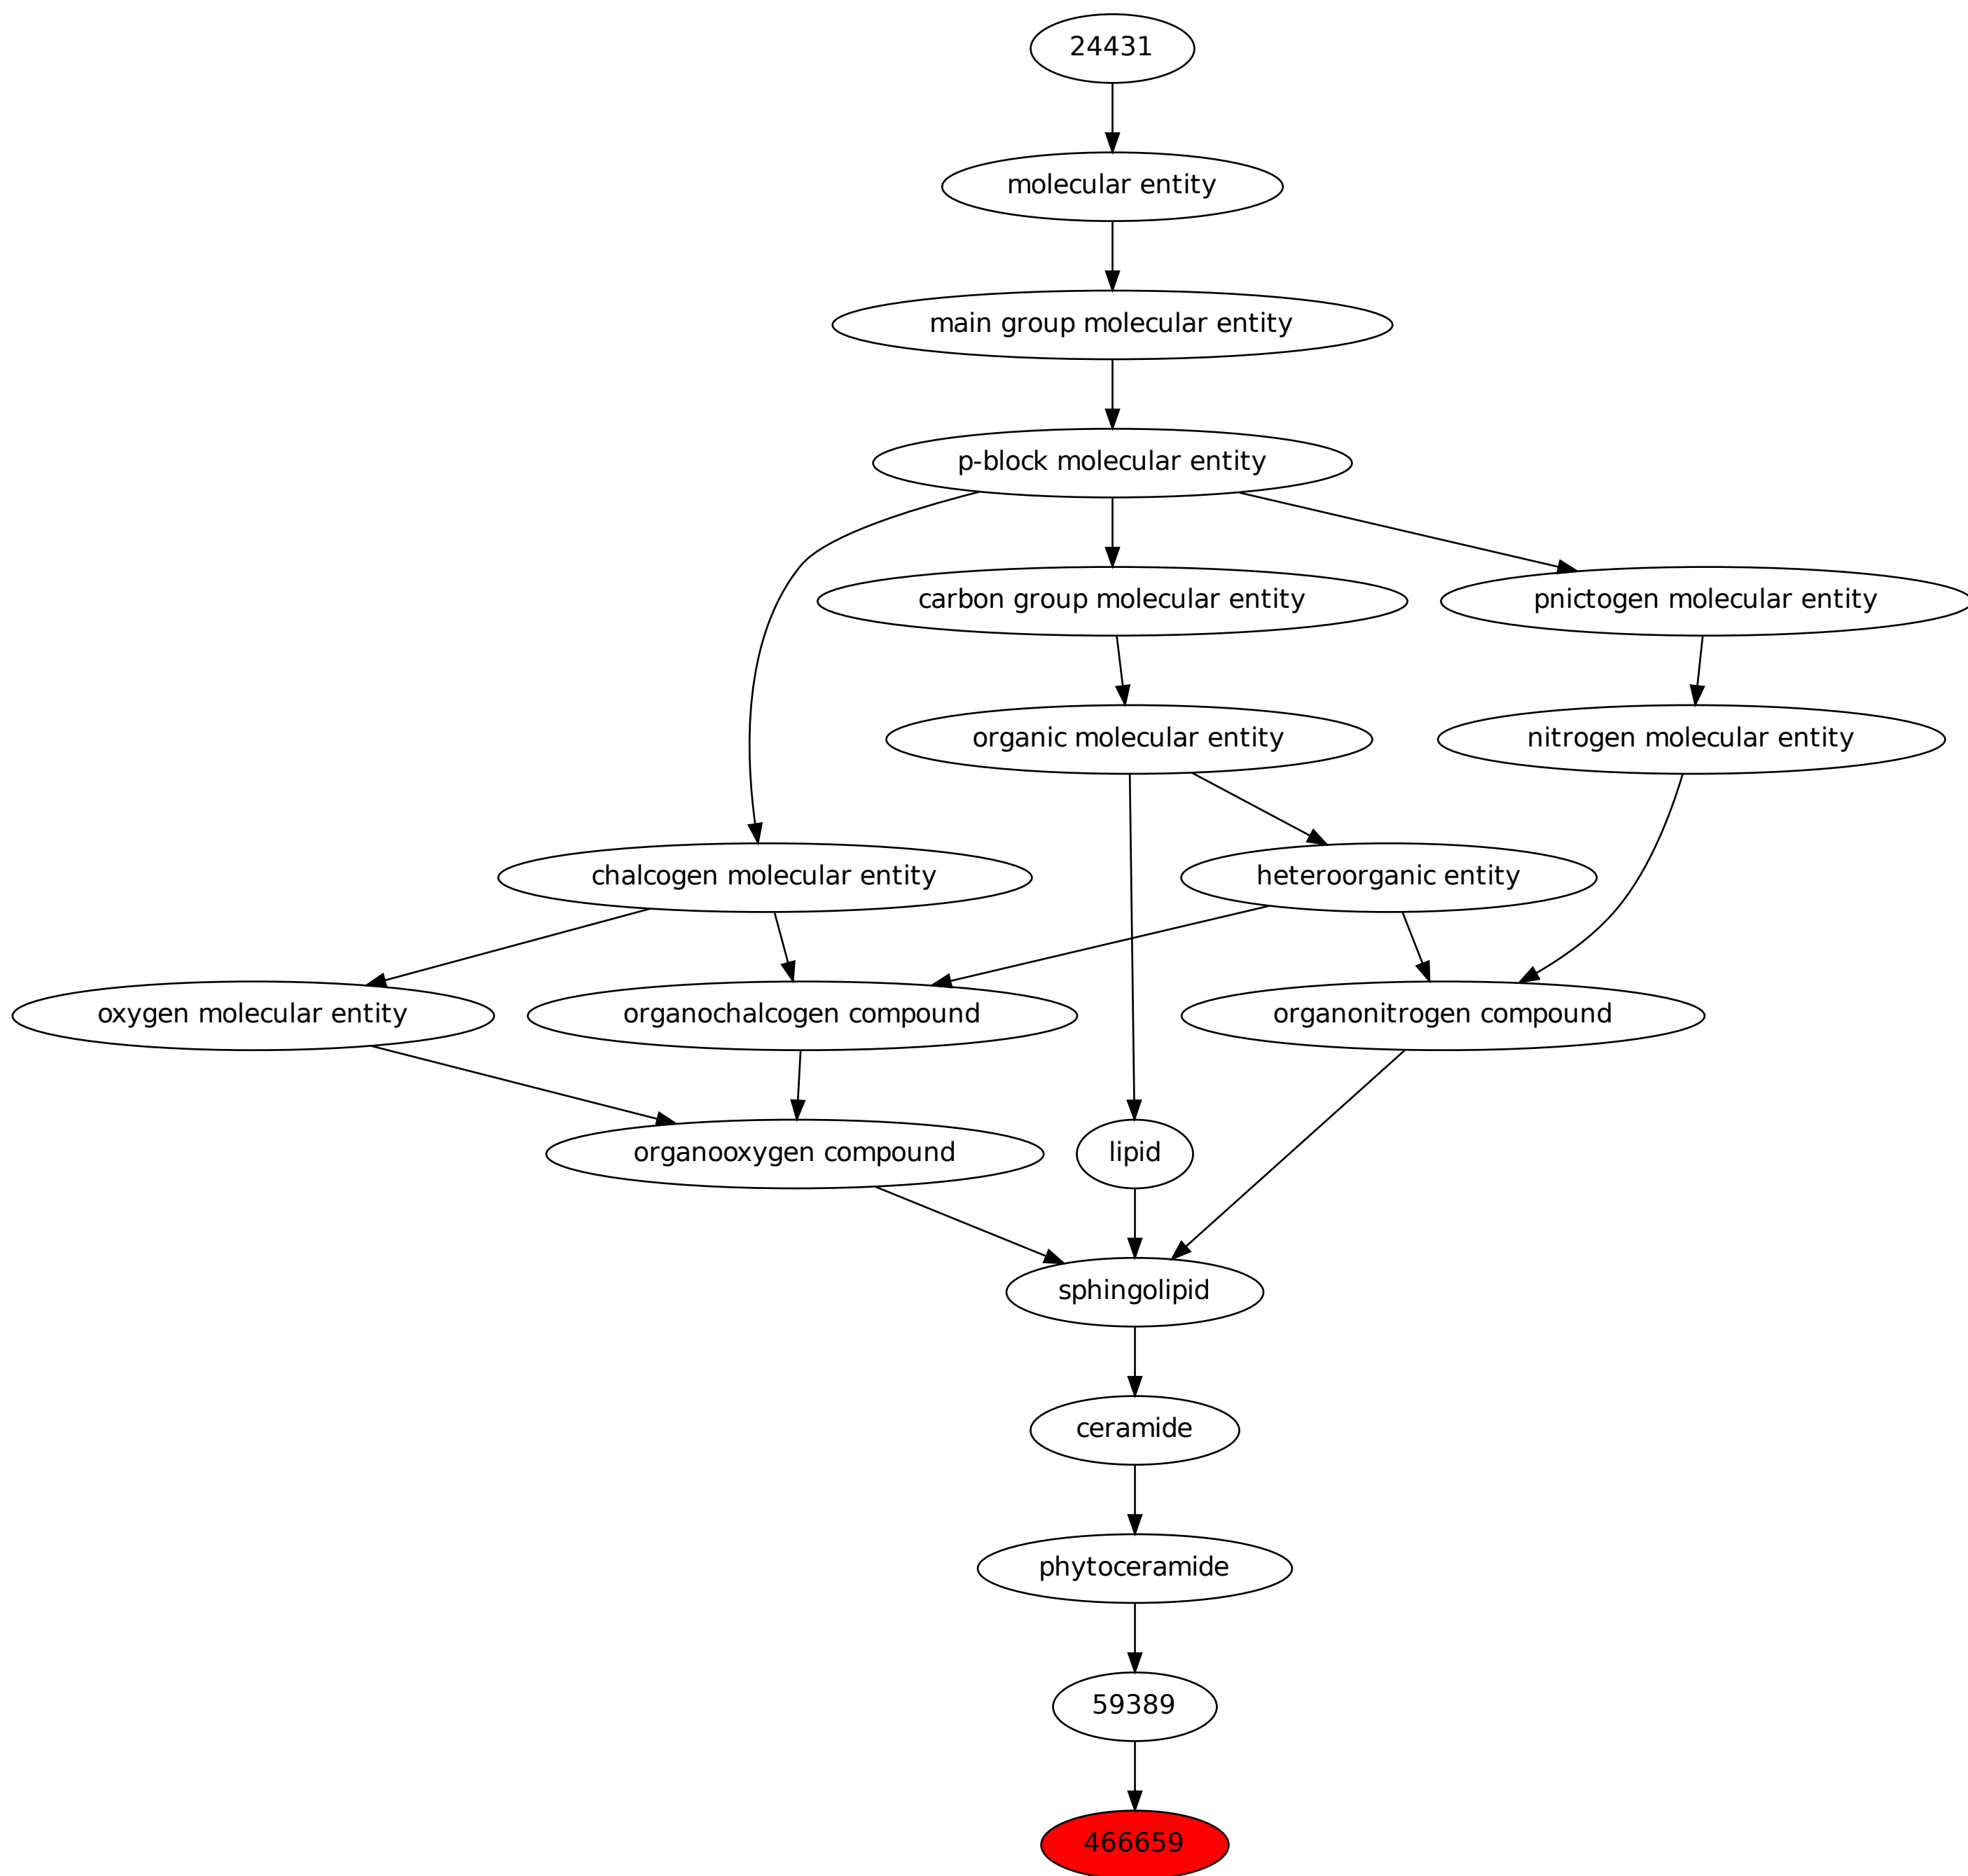 24431
molecular entity
main group molecular entity
p-block molecular entity
carbon group molecular entity
pnictogen molecular entity
organic molecular entity
nitrogen molecular entity
chalcogen molecular entity
heteroorganic entity
oxygen molecular entity
organochalcogen compound
organonitrogen compound
organooxygen compound
lipid
sphingolipid
ceramide
phytoceramide
59389
466659